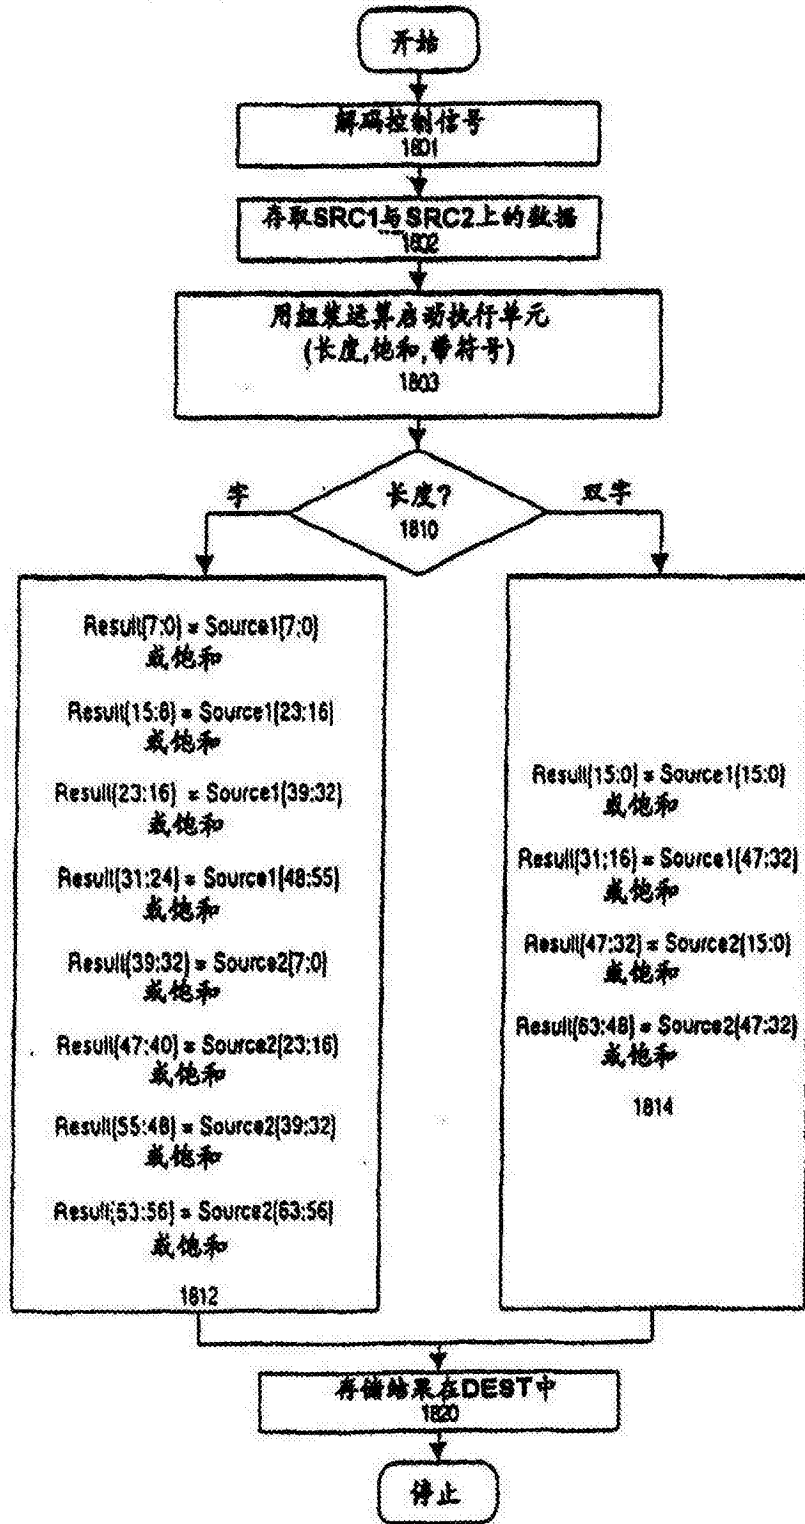 开始
解码控制信号
1801
存取SRC1与SRC2上的数据
1802
用组装运算启动执行单元
(长度,饱和,带符号)
1803
长度?
1810
字
双字
Result(7:0) = Source1(7:0)
或饱和
Result(15:8) = Source1(23:16)
或饱和
Result(23:16) = Source1(39:32)
或饱和
Result(31:24) = Source1(48:55)
或饱和
Result(39:32) = Source2(7:0)
或饱和
Result(47:40) = Source2(23:16)
或饱和
Result(55:48) = Source2(39:32)
或饱和
Result(63:56) = Source2(63:56)
或饱和
1812
Result(15:0) = Source1(15:0)
或饱和
Result(31:16) = Source1(47:32)
或饱和
Result(47:32) = Source2(15:0)
或饱和
Result(63:48) = Source2(47:32)
或饱和
1814
存储结果在DEST中
1820
停止